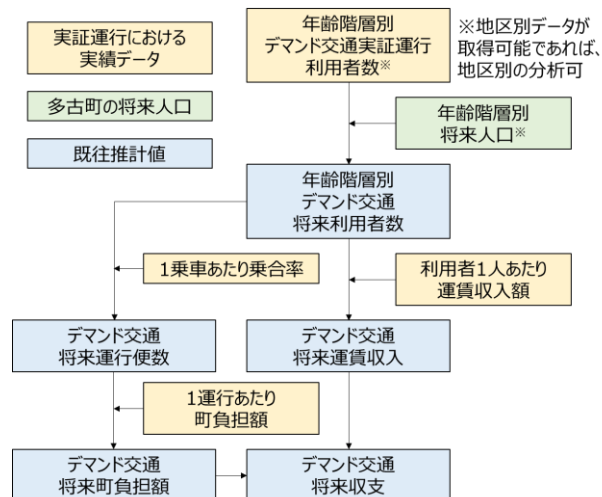 実証運行における
実績データ
多古町の将来人口
既往推計値
年齢階層別
デマンド交通実証運行
利用者数※
※地区別データが
取得可能であれば、
地区別の分析可
年齢階層別
将来人口※
年齢階層別
デマンド交通
将来利用者数
1乗車あたり乗合率
利用者1人あたり
運賃収入額
デマンド交通
将来運行便数
デマンド交通
将来運賃収入
1運行あたり
町負担額
デマンド交通
将来町負担額
デマンド交通
将来収支